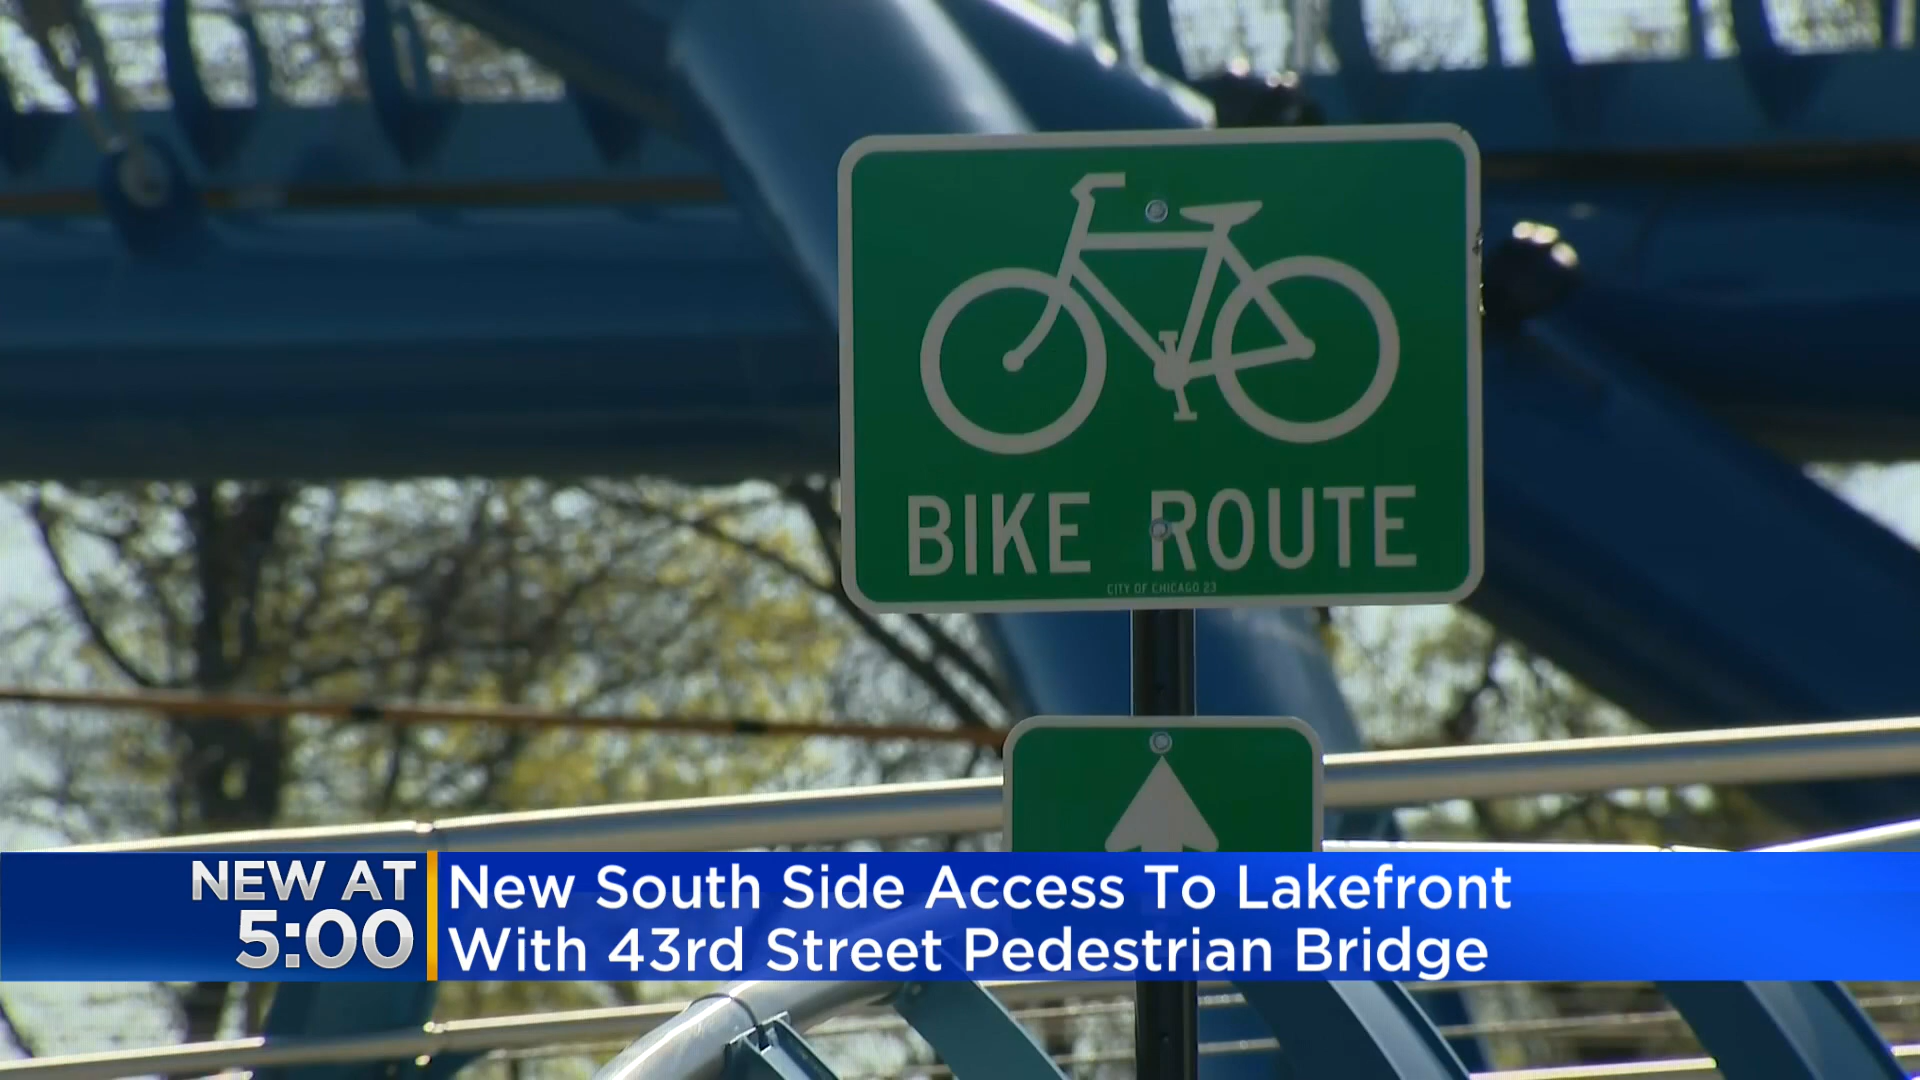 BIKE ROUTE
CITY OF CHICAGO 23
NEW AT
5:00
New South Side Access To Lakefront
With 43rd Street Pedestrian Bridge